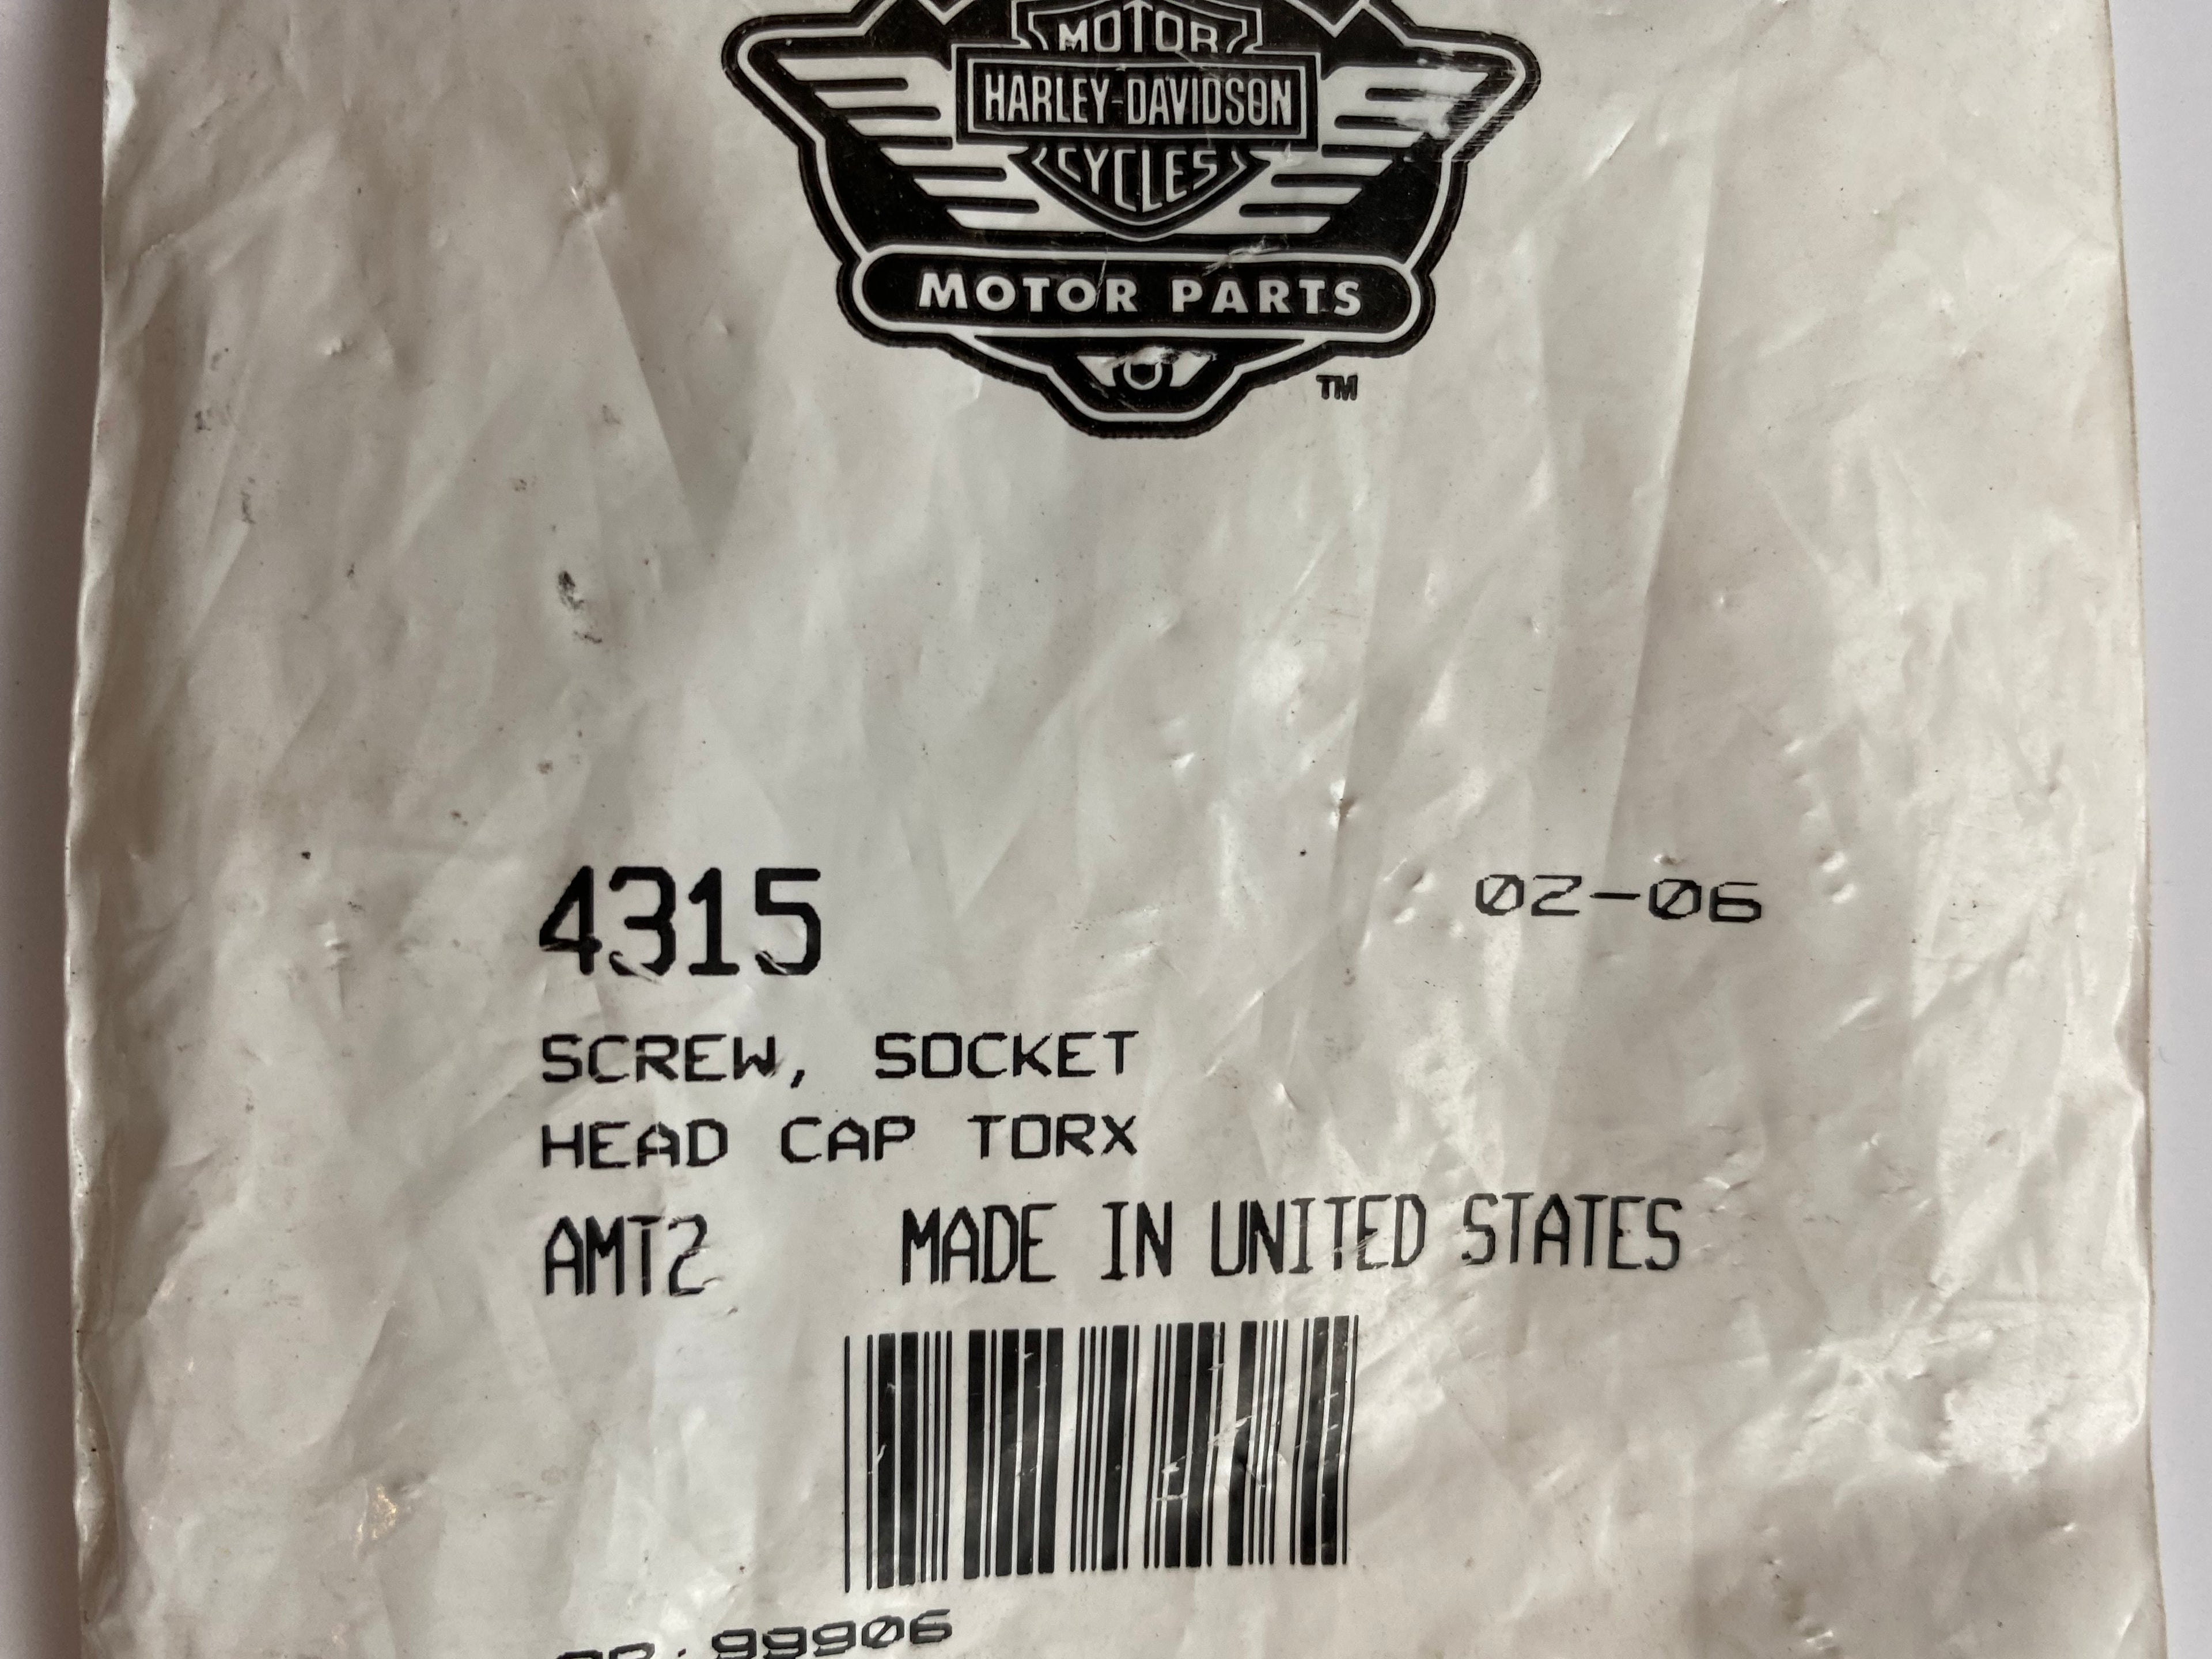 MOTOR
HARLEY-DAVIDSON
CYCLES
MOTOR PARTS
TM
4315 02-06
SCREW, SOCKET
HEAD CAP TORX
AMT2 MADE IN UNITED STATES
99906